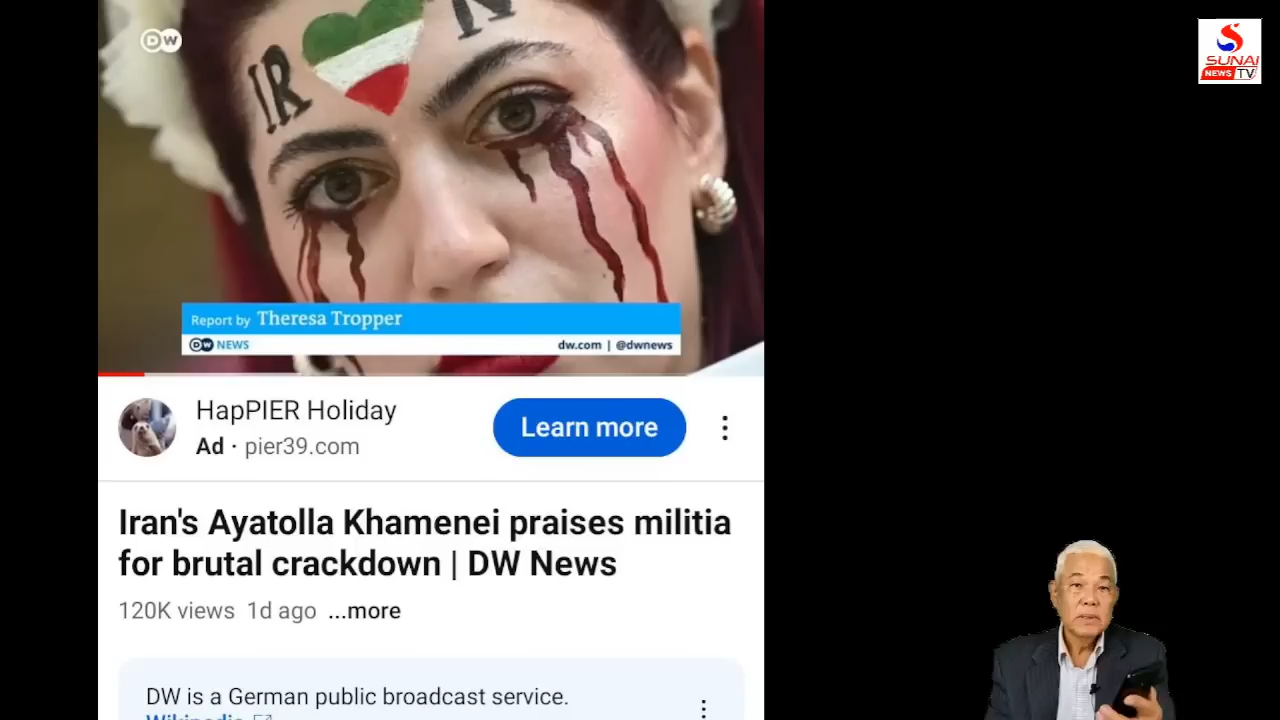 DW
IR
N
SUNAI
NEWS TV
Report by Theresa Tropper
DW NEWS
dw.com | @dwnews
HapPIER Holiday
Ad · pier39.com
Learn more
Iran's Ayatolla Khamenei praises militia
for brutal crackdown | DW News
120K views 1d ago ...more
DW is a German public broadcast service.
Wikipedia